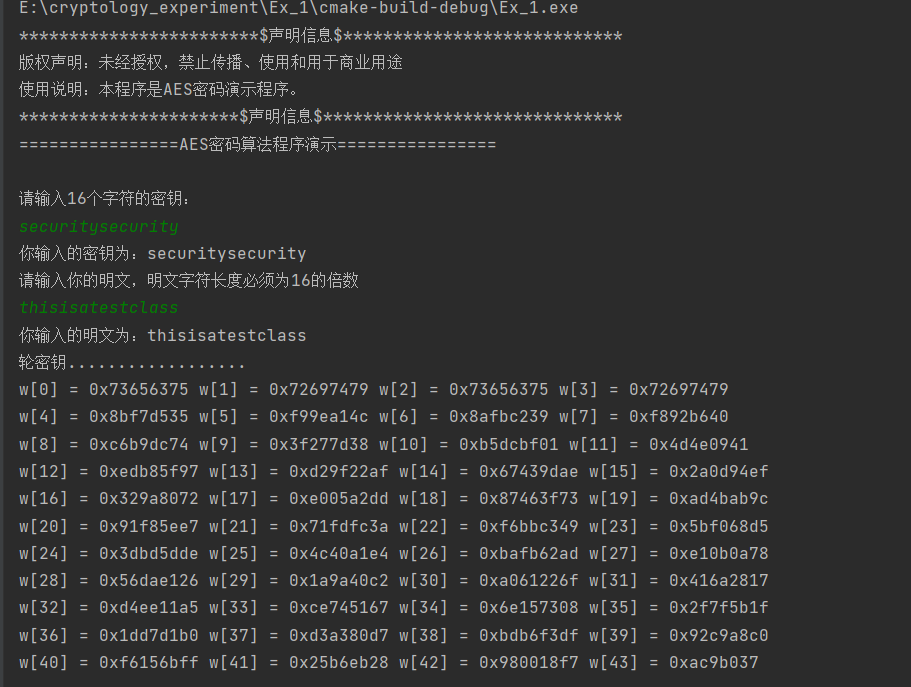 E:\cryptology_experiment\Ex_1\cmake-build-debug\Ex_1.exe
************************$声明信息$****************************
版权声明：未经授权，禁止传播、使用和用于商业用途
使用说明：本程序是AES密码演示程序。
**********************$声明信息$******************************
================AES密码算法程序演示================
请输入16个字符的密钥：
securitysecurity
你输入的密钥为：securitysecurity
请输入你的明文，明文字符长度必须为16的倍数
thisisatestclass
你输入的明文为：thisisatestclass
轮密钥..................
w[0] = 0x73656375 w[1] = 0x72697479 w[2] = 0x73656375 w[3] = 0x72697479
w[4] = 0x8bf7d535 w[5] = 0xf99ea14c w[6] = 0x8afbc239 w[7] = 0xf892b640
w[8] = 0xc6b9dc74 w[9] = 0x3f277d38 w[10] = 0xb5dcbf01 w[11] = 0x4d4e0941
w[12] = 0xedb85f97 w[13] = 0xd29f22af w[14] = 0x67439dae w[15] = 0x2a0d94ef
w[16] = 0x329a8072 w[17] = 0xe005a2dd w[18] = 0x87463f73 w[19] = 0xad4bab9c
w[20] = 0x91f85ee7 w[21] = 0x71fdfc3a w[22] = 0xf6bbc349 w[23] = 0x5bf068d5
w[24] = 0x3dbd5dde w[25] = 0x4c40a1e4 w[26] = 0xbafb62ad w[27] = 0xe10b0a78
w[28] = 0x56dae126 w[29] = 0x1a9a40c2 w[30] = 0xa061226f w[31] = 0x416a2817
w[32] = 0xd4ee11a5 w[33] = 0xce745167 w[34] = 0x6e157308 w[35] = 0x2f7f5b1f
w[36] = 0x1dd7d1b0 w[37] = 0xd3a380d7 w[38] = 0xbdb6f3df w[39] = 0x92c9a8c0
w[40] = 0xf6156bff w[41] = 0x25b6eb28 w[42] = 0x980018f7 w[43] = 0xac9b037